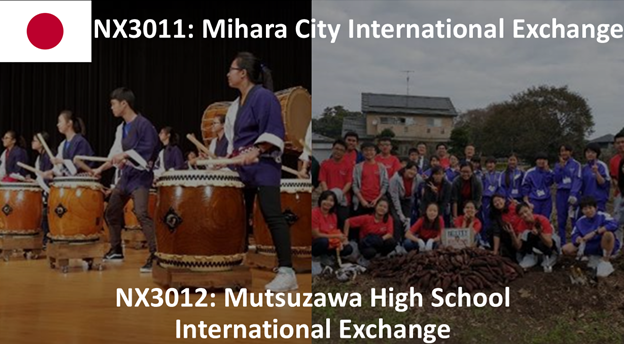 NX3011: Mihara City International Exchange
NX3012: Mutsuzawa High School
International Exchange